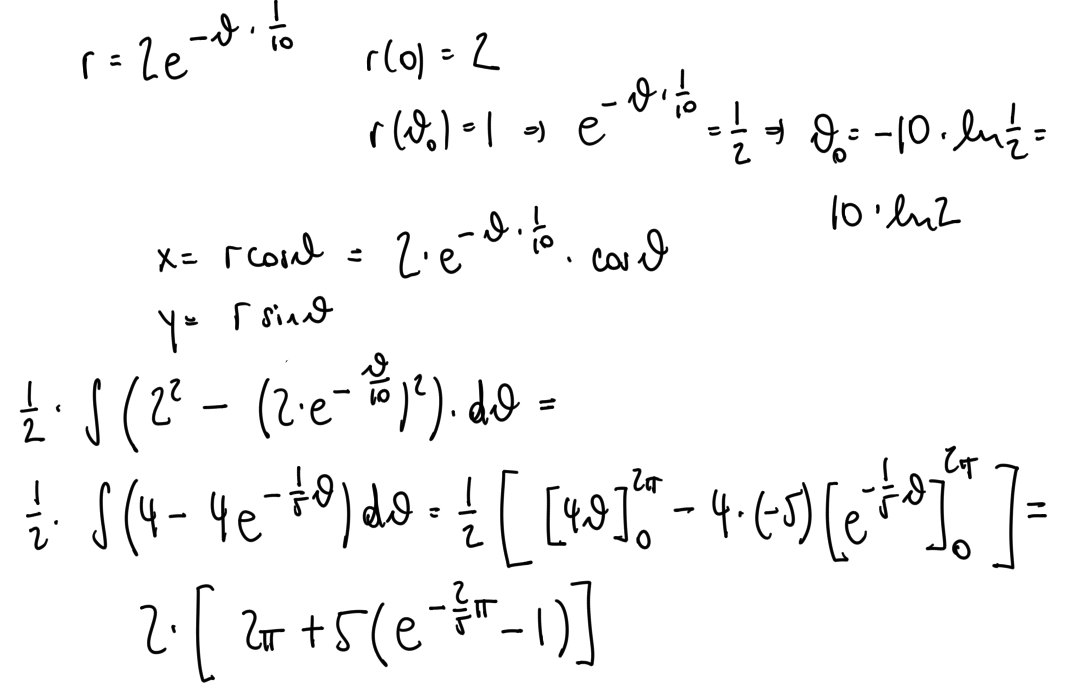 r = 2e^{-ϑ · 1/10}    r(0) = 2
r(ϑ₀) = 1 ⇒ e^{-ϑ · 1/10} = 1/2 ⇒ ϑ₀ = -10 · ln 1/2 =
10 · ln2
x = r cosϑ = 2 · e^{-ϑ · 1/10} · cosϑ
y = r sinϑ
1/2 · ∫ (2² - (2 · e^{-ϑ/10})²) · dϑ =
1/2 · ∫ (4 - 4e^{-1/5 ϑ}) dϑ = 1/2 [ [4ϑ]₀^{2π} - 4 · (-5) [e^{-1/5 ϑ}]₀^{2π} ] =
2 · [ 2π + 5(e^{-2/5 π} - 1) ]